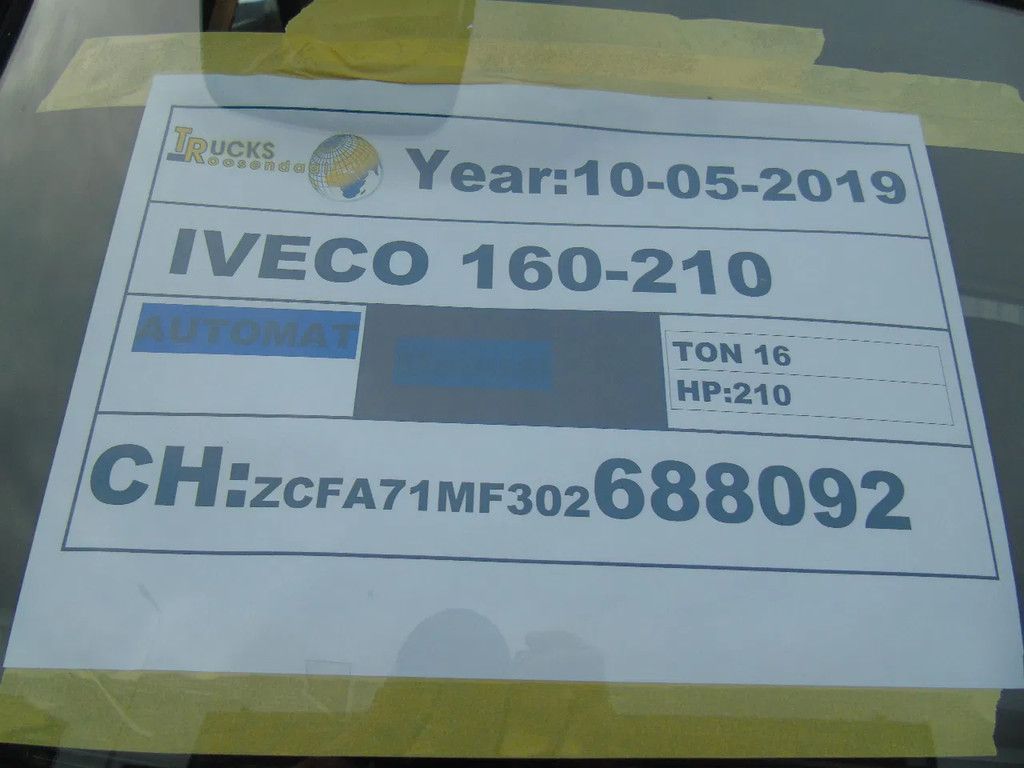 TRUCKS
Roosendaal
Year:10-05-2019
IVECO 160-210
AUTOMAT
TON 16
HP:210
CH:ZCFA71MF302688092